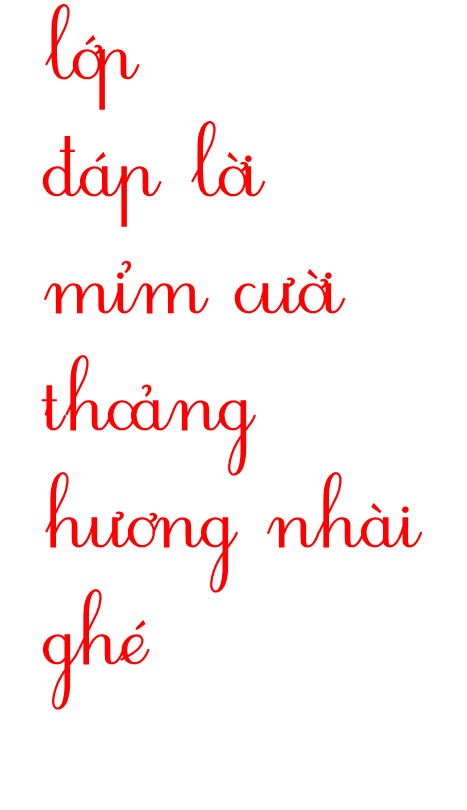 lớp
đáp lời
mỉm cười
thoảng
hương nhài
ghé